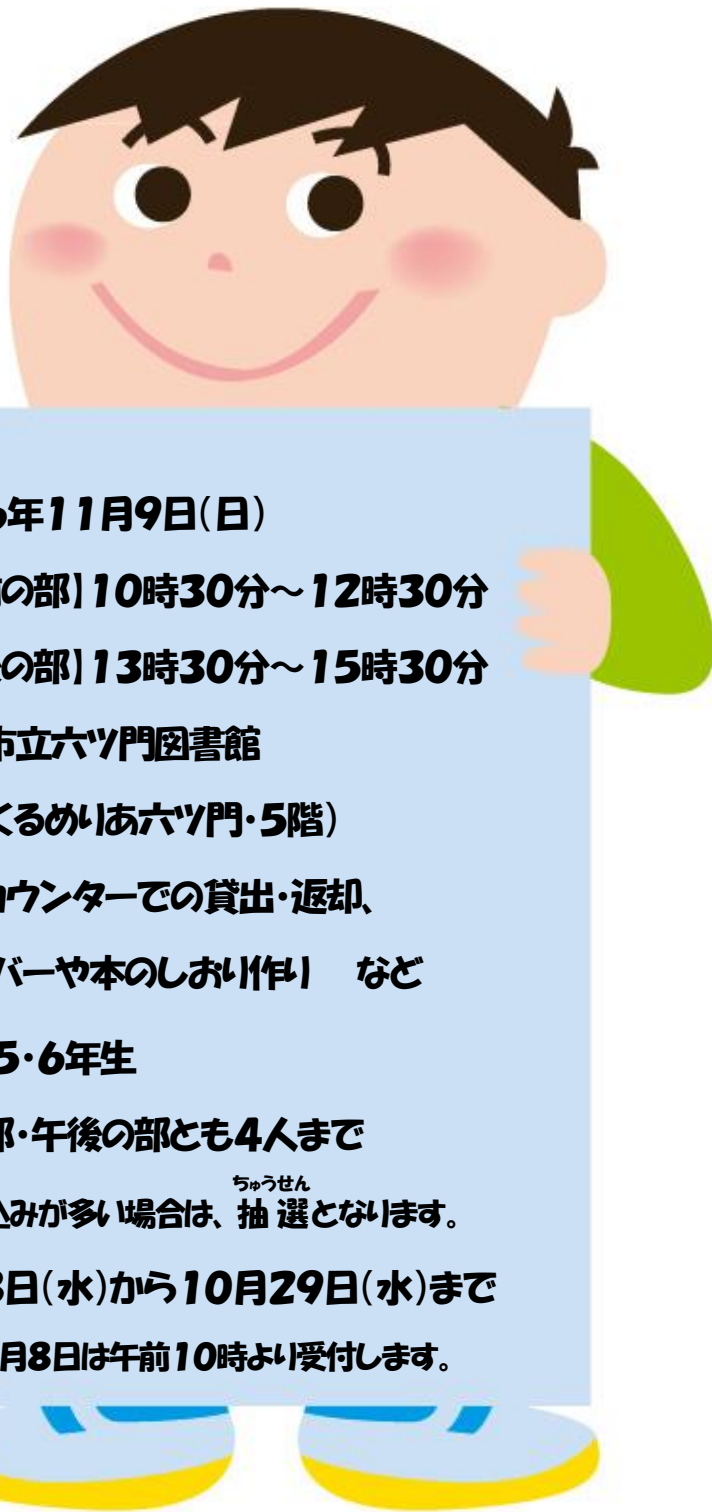 年11月9日(日)
の部】10時30分～12時30分
の部】13時30分～15時30分
市立六ツ門図書館
くるめりあ六ツ門・5階)
カウンターでの貸出・返却、
バーや本のしおり作り　など
5・6年生
部・午後の部とも4人まで
込みが多い場合は、抽選となります。
ちゅうせん
8日(水)から10月29日(水)まで
月8日は午前10時より受付します。